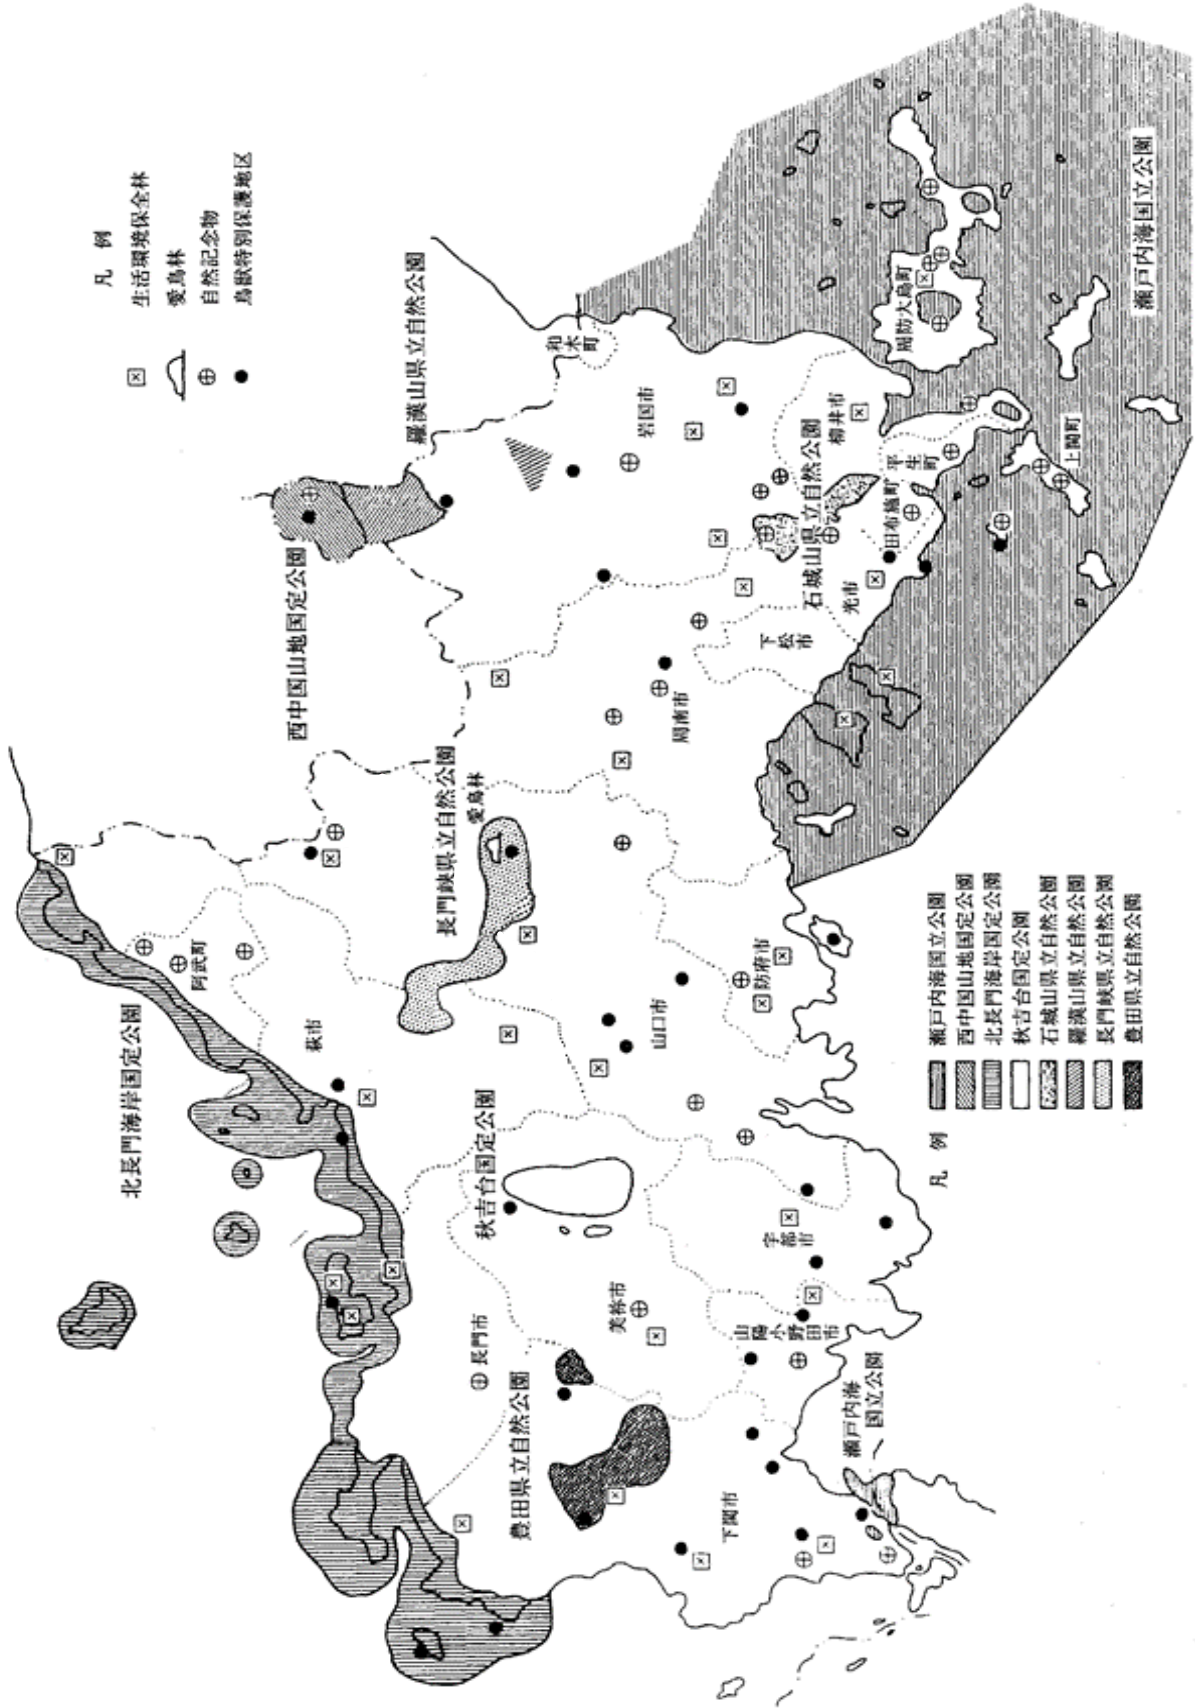 凡　例
生活環境保全林
愛鳥林
自然記念物
鳥獣特別保護地区
北長門海岸国定公園
西中国山地国定公園
羅漢山県立自然公園
長門峡県立自然公園
愛鳥林
秋吉台国定公園
豊田県立自然公園
石城山県立自然公園
瀬戸内海国立公園
瀬戸内海
国立公園
阿武町
萩市
長門市
美祢市
下関市
山陽小野田市
宇部市
山口市
防府市
周南市
下松市
光市
岩国市
和木町
柳井市
田布施町
平生町
上関町
周防大島町
凡　例
瀬戸内海国立公園
西中国山地国定公園
北長門海岸国定公園
秋吉台国定公園
石城山県立自然公園
羅漢山県立自然公園
長門峡県立自然公園
豊田県立自然公園